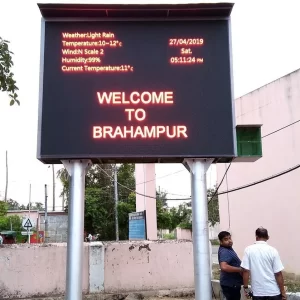 Weather:Light Rain
Temperature:10~12°c 27/04/2019
Wind:N Scale 2 Sat.
Humidity:99% 05:11:24 PM
Current Temperature:11°c
WELCOME
TO
BRAHAMPUR